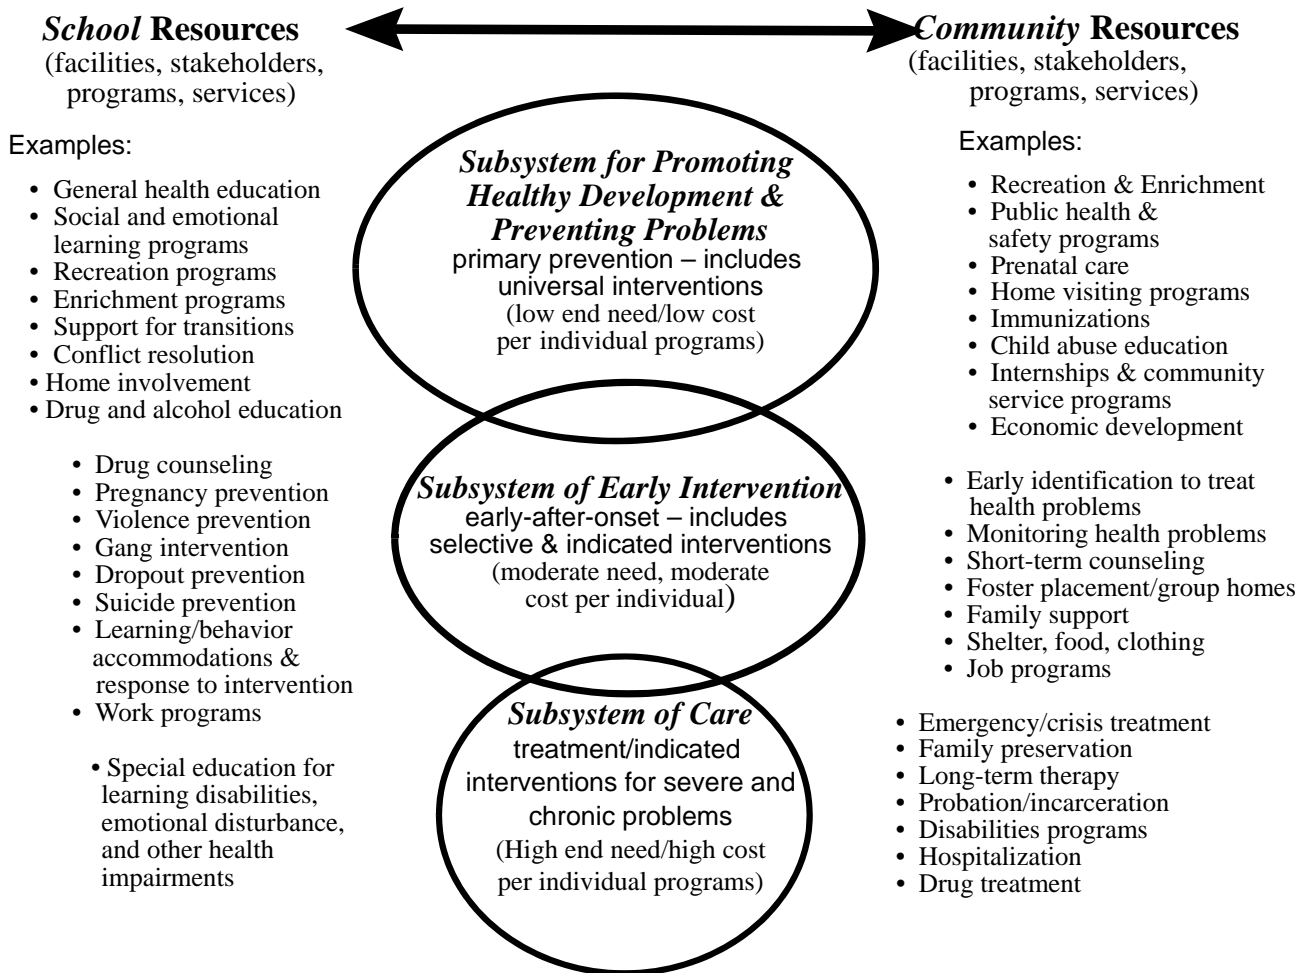 School Resources
(facilities, stakeholders,
programs, services)
Examples:
• General health education
• Social and emotional
learning programs
• Recreation programs
• Enrichment programs
• Support for transitions
• Conflict resolution
• Home involvement
• Drug and alcohol education
• Drug counseling
• Pregnancy prevention
• Violence prevention
• Gang intervention
• Dropout prevention
• Suicide prevention
• Learning/behavior
accommodations &
response to intervention
• Work programs
• Special education for
learning disabilities,
emotional disturbance,
and other health
impairments
Subsystem for Promoting
Healthy Development &
Preventing Problems
primary prevention – includes
universal interventions
(low end need/low cost
per individual programs)
Subsystem of Early Intervention
early-after-onset – includes
selective & indicated interventions
(moderate need, moderate
cost per individual)
Subsystem of Care
treatment/indicated
interventions for severe and
chronic problems
(High end need/high cost
per individual programs)
Community Resources
(facilities, stakeholders,
programs, services)
Examples:
• Recreation & Enrichment
• Public health &
safety programs
• Prenatal care
• Home visiting programs
• Immunizations
• Child abuse education
• Internships & community
service programs
• Economic development
• Early identification to treat
health problems
• Monitoring health problems
• Short-term counseling
• Foster placement/group homes
• Family support
• Shelter, food, clothing
• Job programs
• Emergency/crisis treatment
• Family preservation
• Long-term therapy
• Probation/incarceration
• Disabilities programs
• Hospitalization
• Drug treatment